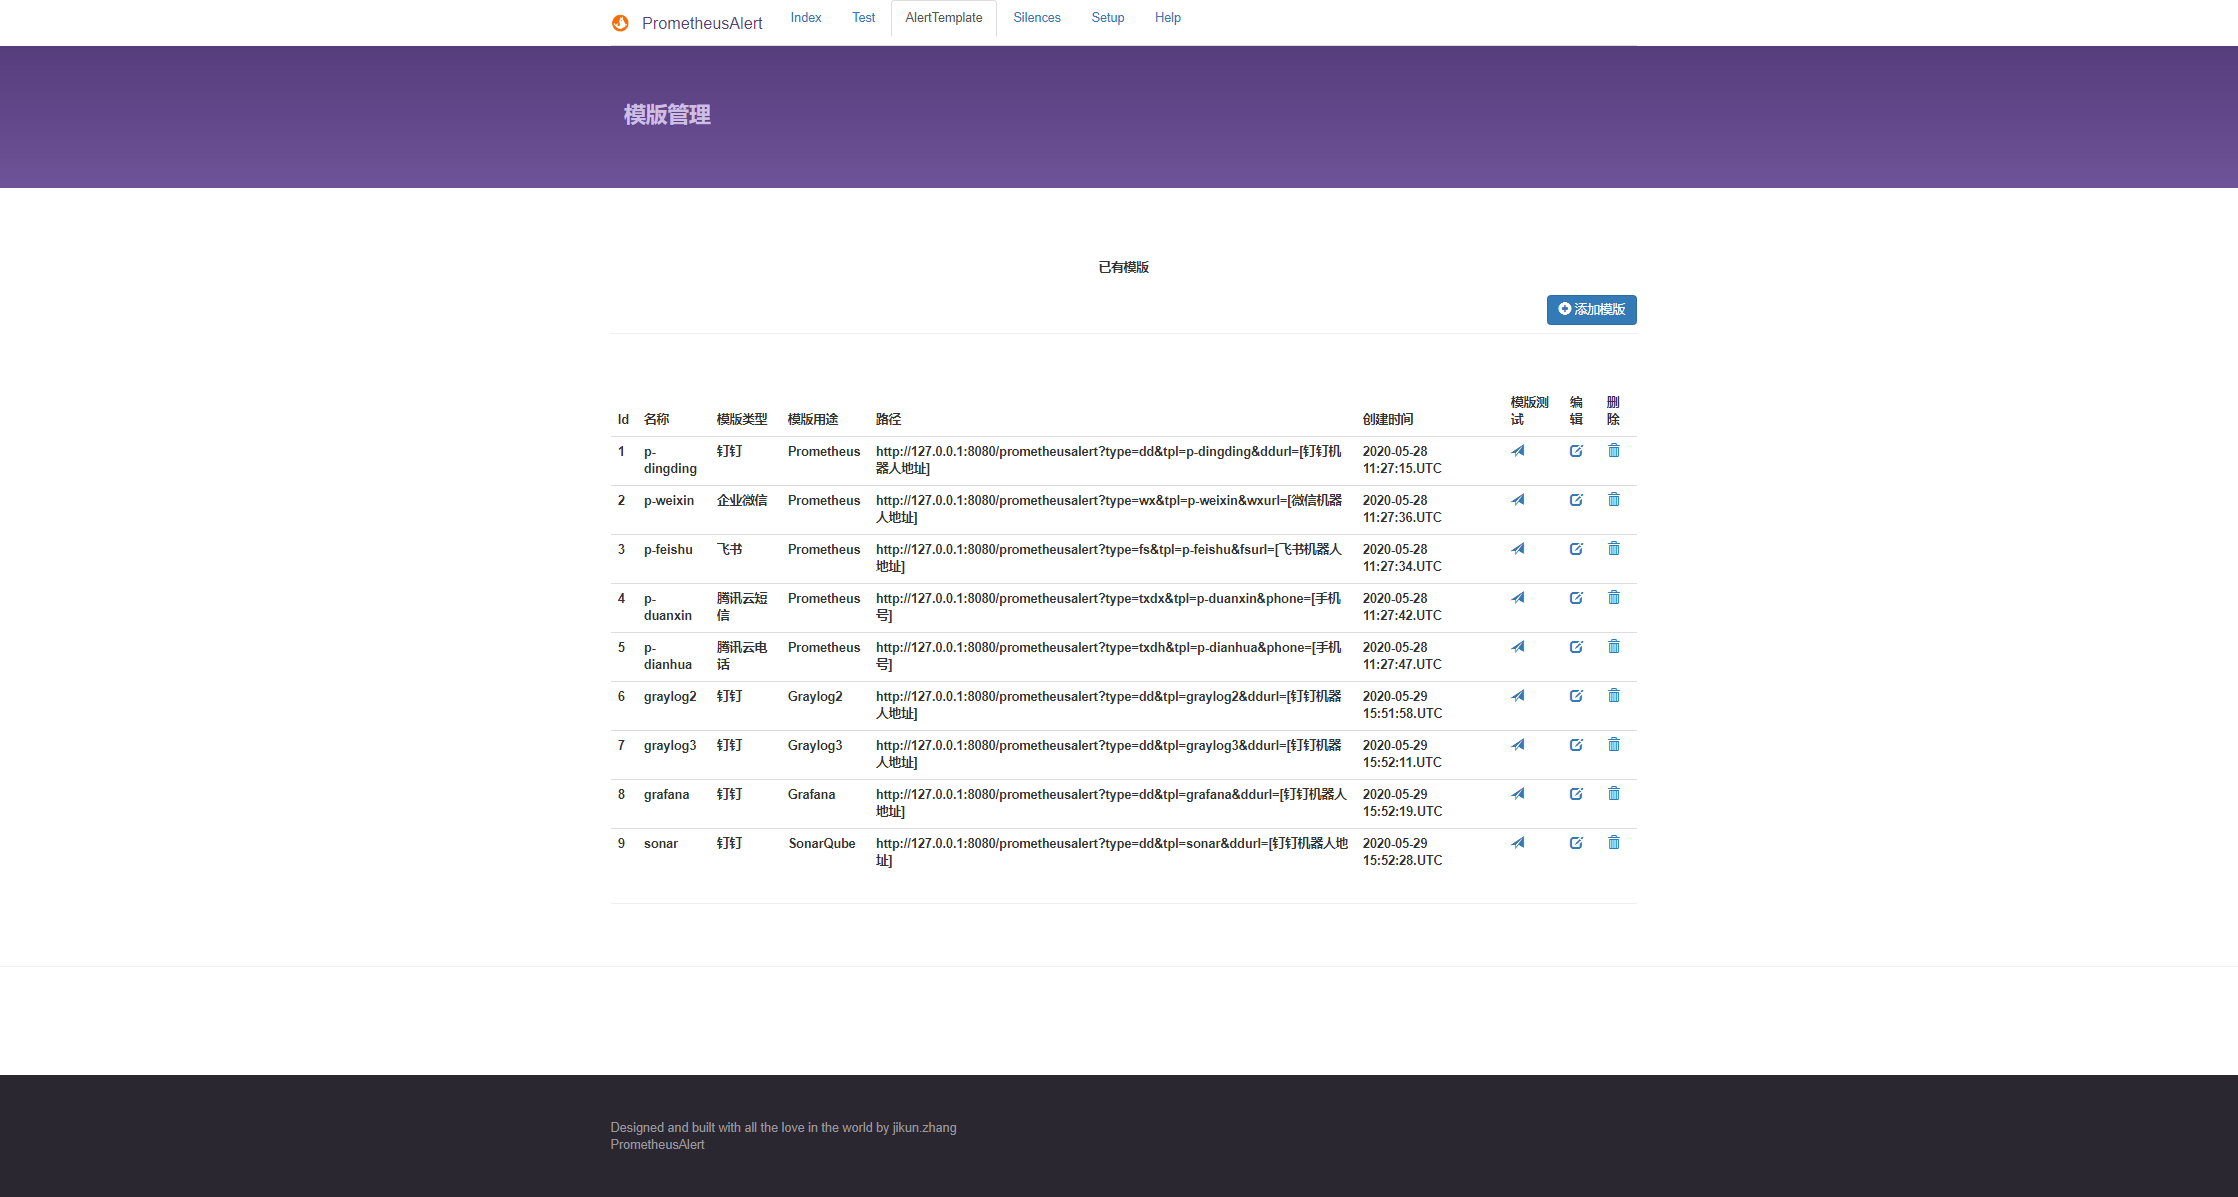 PrometheusAlert Index Test AlertTemplate Silences Setup Help
模版管理
已有模版
添加模版
Id 名称 模版类型 模版用途 路径 创建时间 模版测试 编辑 删除
1 p-dingding 钉钉 Prometheus http://127.0.0.1:8080/prometheusalert?type=dd&tpl=p-dingding&ddurl=[钉钉机器人地址] 2020-05-28 11:27:15.UTC
2 p-weixin 企业微信 Prometheus http://127.0.0.1:8080/prometheusalert?type=wx&tpl=p-weixin&wxurl=[微信机器人地址] 2020-05-28 11:27:36.UTC
3 p-feishu 飞书 Prometheus http://127.0.0.1:8080/prometheusalert?type=fs&tpl=p-feishu&fsurl=[飞书机器人地址] 2020-05-28 11:27:34.UTC
4 p-duanxin 腾讯云短信 Prometheus http://127.0.0.1:8080/prometheusalert?type=txdx&tpl=p-duanxin&phone=[手机号] 2020-05-28 11:27:42.UTC
5 p-dianhua 腾讯云电话 Prometheus http://127.0.0.1:8080/prometheusalert?type=txdh&tpl=p-dianhua&phone=[手机号] 2020-05-28 11:27:47.UTC
6 graylog2 钉钉 Graylog2 http://127.0.0.1:8080/prometheusalert?type=dd&tpl=graylog2&ddurl=[钉钉机器人地址] 2020-05-29 15:51:58.UTC
7 graylog3 钉钉 Graylog3 http://127.0.0.1:8080/prometheusalert?type=dd&tpl=graylog3&ddurl=[钉钉机器人地址] 2020-05-29 15:52:11.UTC
8 grafana 钉钉 Grafana http://127.0.0.1:8080/prometheusalert?type=dd&tpl=grafana&ddurl=[钉钉机器人地址] 2020-05-29 15:52:19.UTC
9 sonar 钉钉 SonarQube http://127.0.0.1:8080/prometheusalert?type=dd&tpl=sonar&ddurl=[钉钉机器人地址] 2020-05-29 15:52:28.UTC
Designed and built with all the love in the world by jikun.zhang
PrometheusAlert